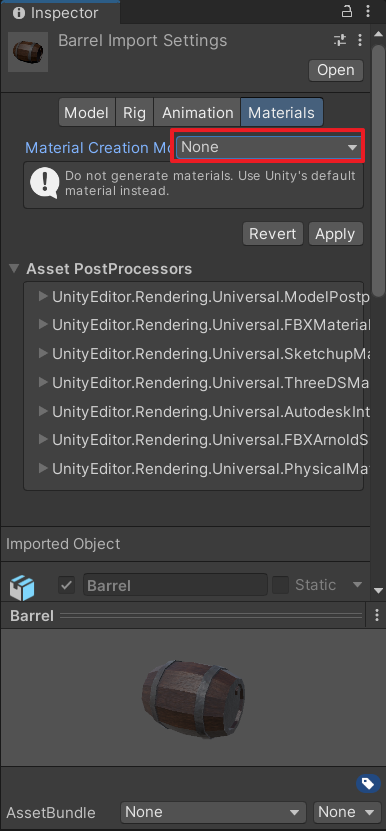 Inspector
Barrel Import Settings
Open
Model Rig Animation Materials
Material Creation Mo None
Do not generate materials. Use Unity's default
material instead.
Revert Apply
Asset PostProcessors
UnityEditor.Rendering.Universal.ModelPostp
UnityEditor.Rendering.Universal.FBXMaterial
UnityEditor.Rendering.Universal.SketchupMa
UnityEditor.Rendering.Universal.ThreeDSMa
UnityEditor.Rendering.Universal.AutodeskInt
UnityEditor.Rendering.Universal.FBXArnoldS
UnityEditor.Rendering.Universal.PhysicalMat
Imported Object
Barrel Static
Barrel
AssetBundle None None